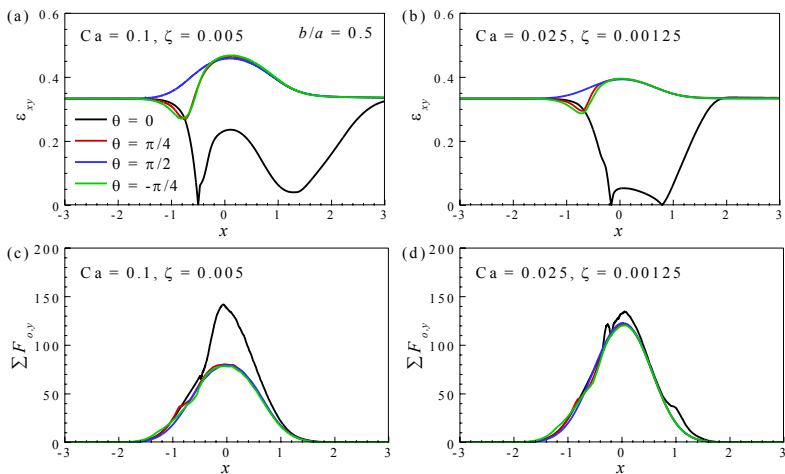 (a)
Ca = 0.1, ζ = 0.005
b/a = 0.5
0.6
0.4
0.2
0
ε_xy
θ = 0
θ = π/4
θ = π/2
θ = -π/4
-3 -2 -1 0 1 2 3
x
(b)
Ca = 0.025, ζ = 0.00125
0.6
0.4
0.2
0
ε_xy
-3 -2 -1 0 1 2 3
x
(c)
Ca = 0.1, ζ = 0.005
200
150
100
50
0
∑F_o,y
-3 -2 -1 0 1 2 3
x
(d)
Ca = 0.025, ζ = 0.00125
200
150
100
50
0
∑F_o,y
-3 -2 -1 0 1 2 3
x